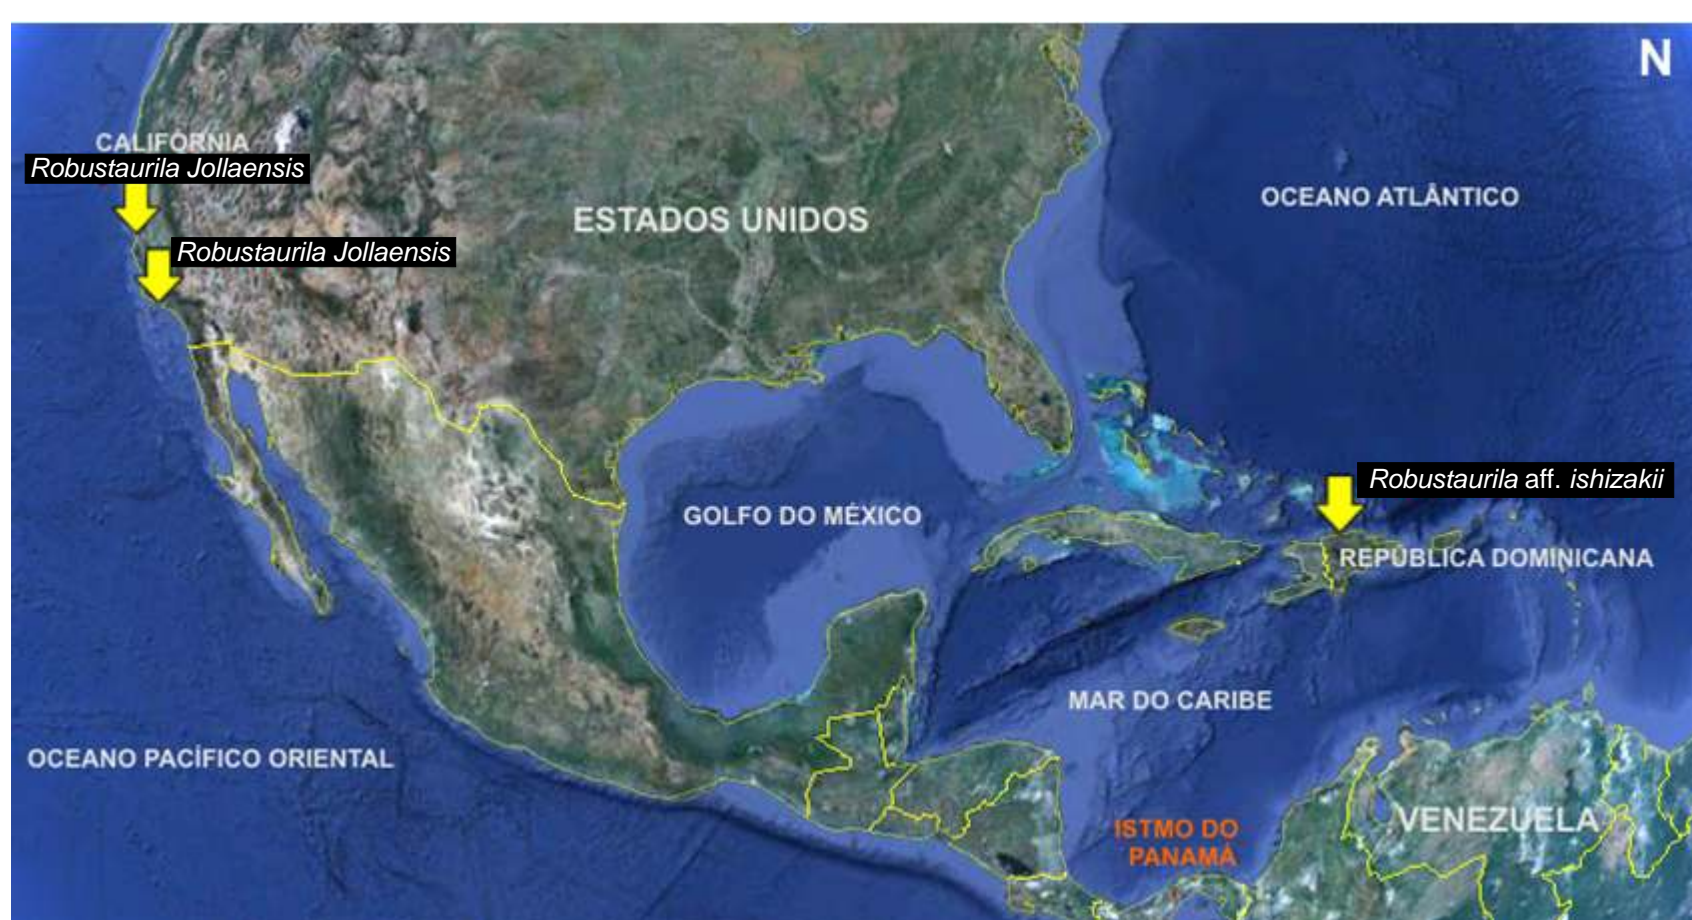 N
CALIFÓRNIA
Robustaurila Jollaensis
OCEANO ATLÂNTICO
ESTADOS UNIDOS
Robustaurila Jollaensis
Robustaurila aff. ishizakii
GOLFO DO MÉXICO
REPÚBLICA DOMINICANA
MAR DO CARIBE
OCEANO PACÍFICO ORIENTAL
VENEZUELA
ISTMO DO
PANAMÁ